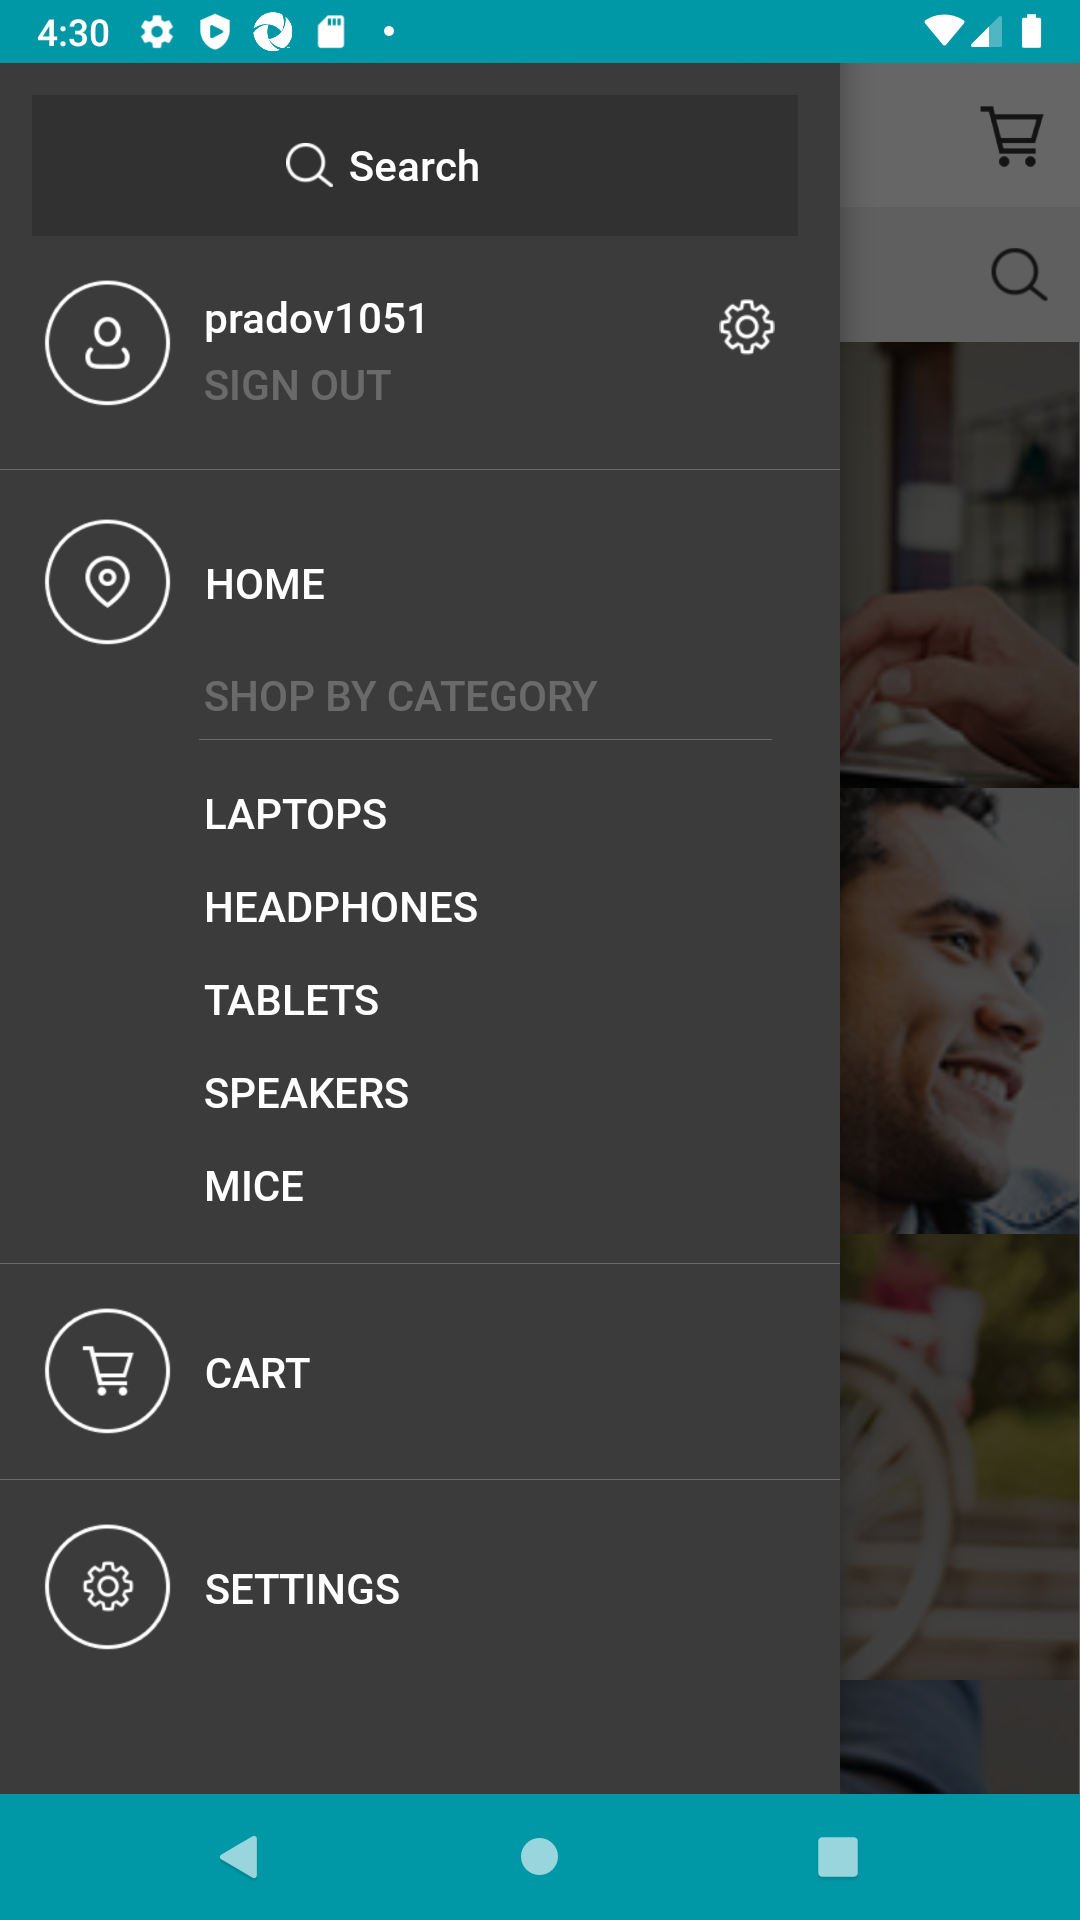 4:30
Search
pradov1051
SIGN OUT
HOME
SHOP BY CATEGORY
LAPTOPS
HEADPHONES
TABLETS
SPEAKERS
MICE
CART
SETTINGS